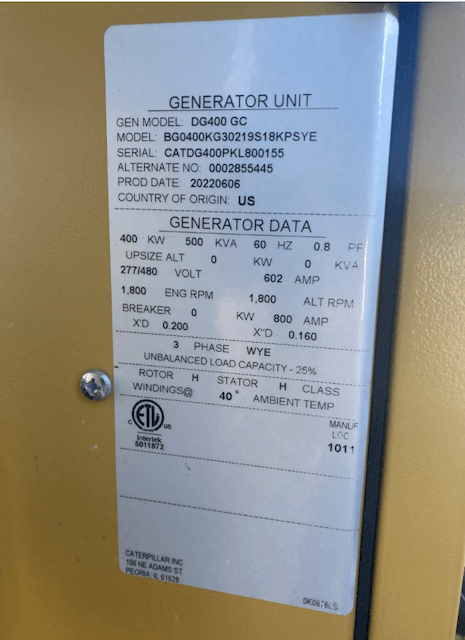 GENERATOR UNIT
GEN MODEL: DG400 GC
MODEL: BG0400KG30219S18KPSYE
SERIAL: CATDG400PKL800155
ALTERNATE NO: 0002855445
PROD DATE: 20220606
COUNTRY OF ORIGIN: US
GENERATOR DATA
400 KW 500 KVA 60 HZ 0.8 PF
UPSIZE ALT 0 KW 0 KVA
277/480 VOLT 602 AMP
1,800 ENG RPM 1,800 ALT RPM
BREAKER 0 KW 800 AMP
X'D 0.200 X"D 0.160
3 PHASE WYE
UNBALANCED LOAD CAPACITY - 25%
ROTOR H STATOR H CLASS
WINDINGS@ 40° AMBIENT TEMP
ETL
C US
Intertek
5011872
MANUF
LOC
1011
CATERPILLAR INC
100 NE ADAMS ST
PEORIA, IL 61629